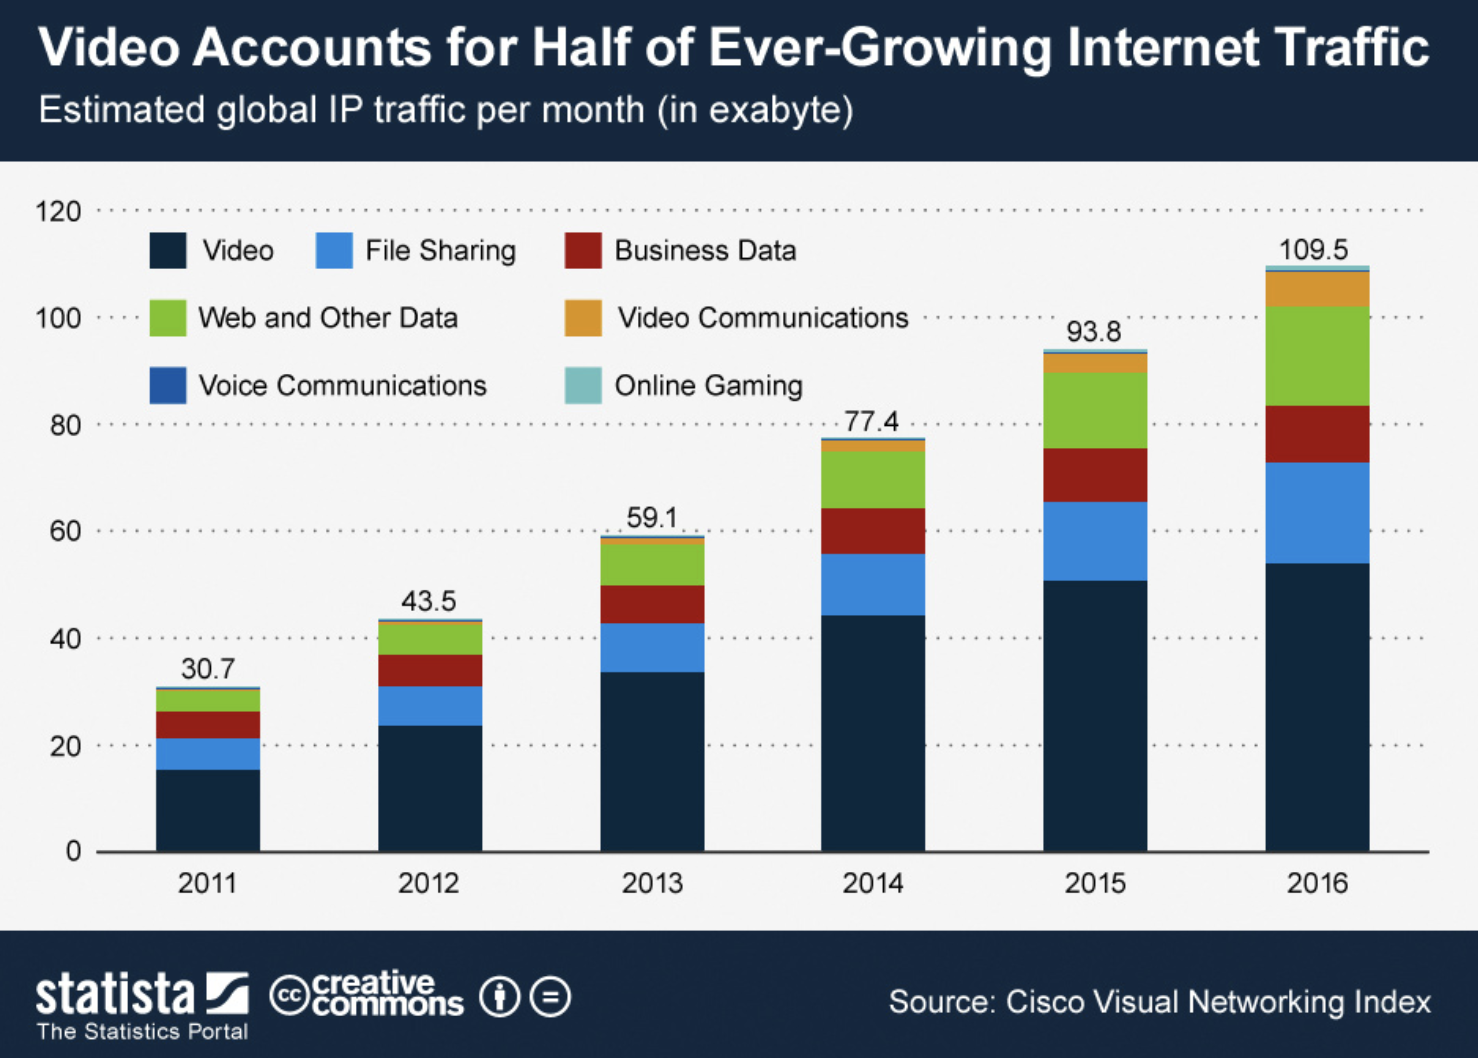 Video Accounts for Half of Ever-Growing Internet Traffic
Estimated global IP traffic per month (in exabyte)
120
Video File Sharing Business Data
109.5
100
Web and Other Data Video Communications
93.8
Voice Communications Online Gaming
80
77.4
60
59.1
43.5
40
30.7
20
0
2011 2012 2013 2014 2015 2016
statista
The Statistics Portal
cc creative commons
=
Source: Cisco Visual Networking Index